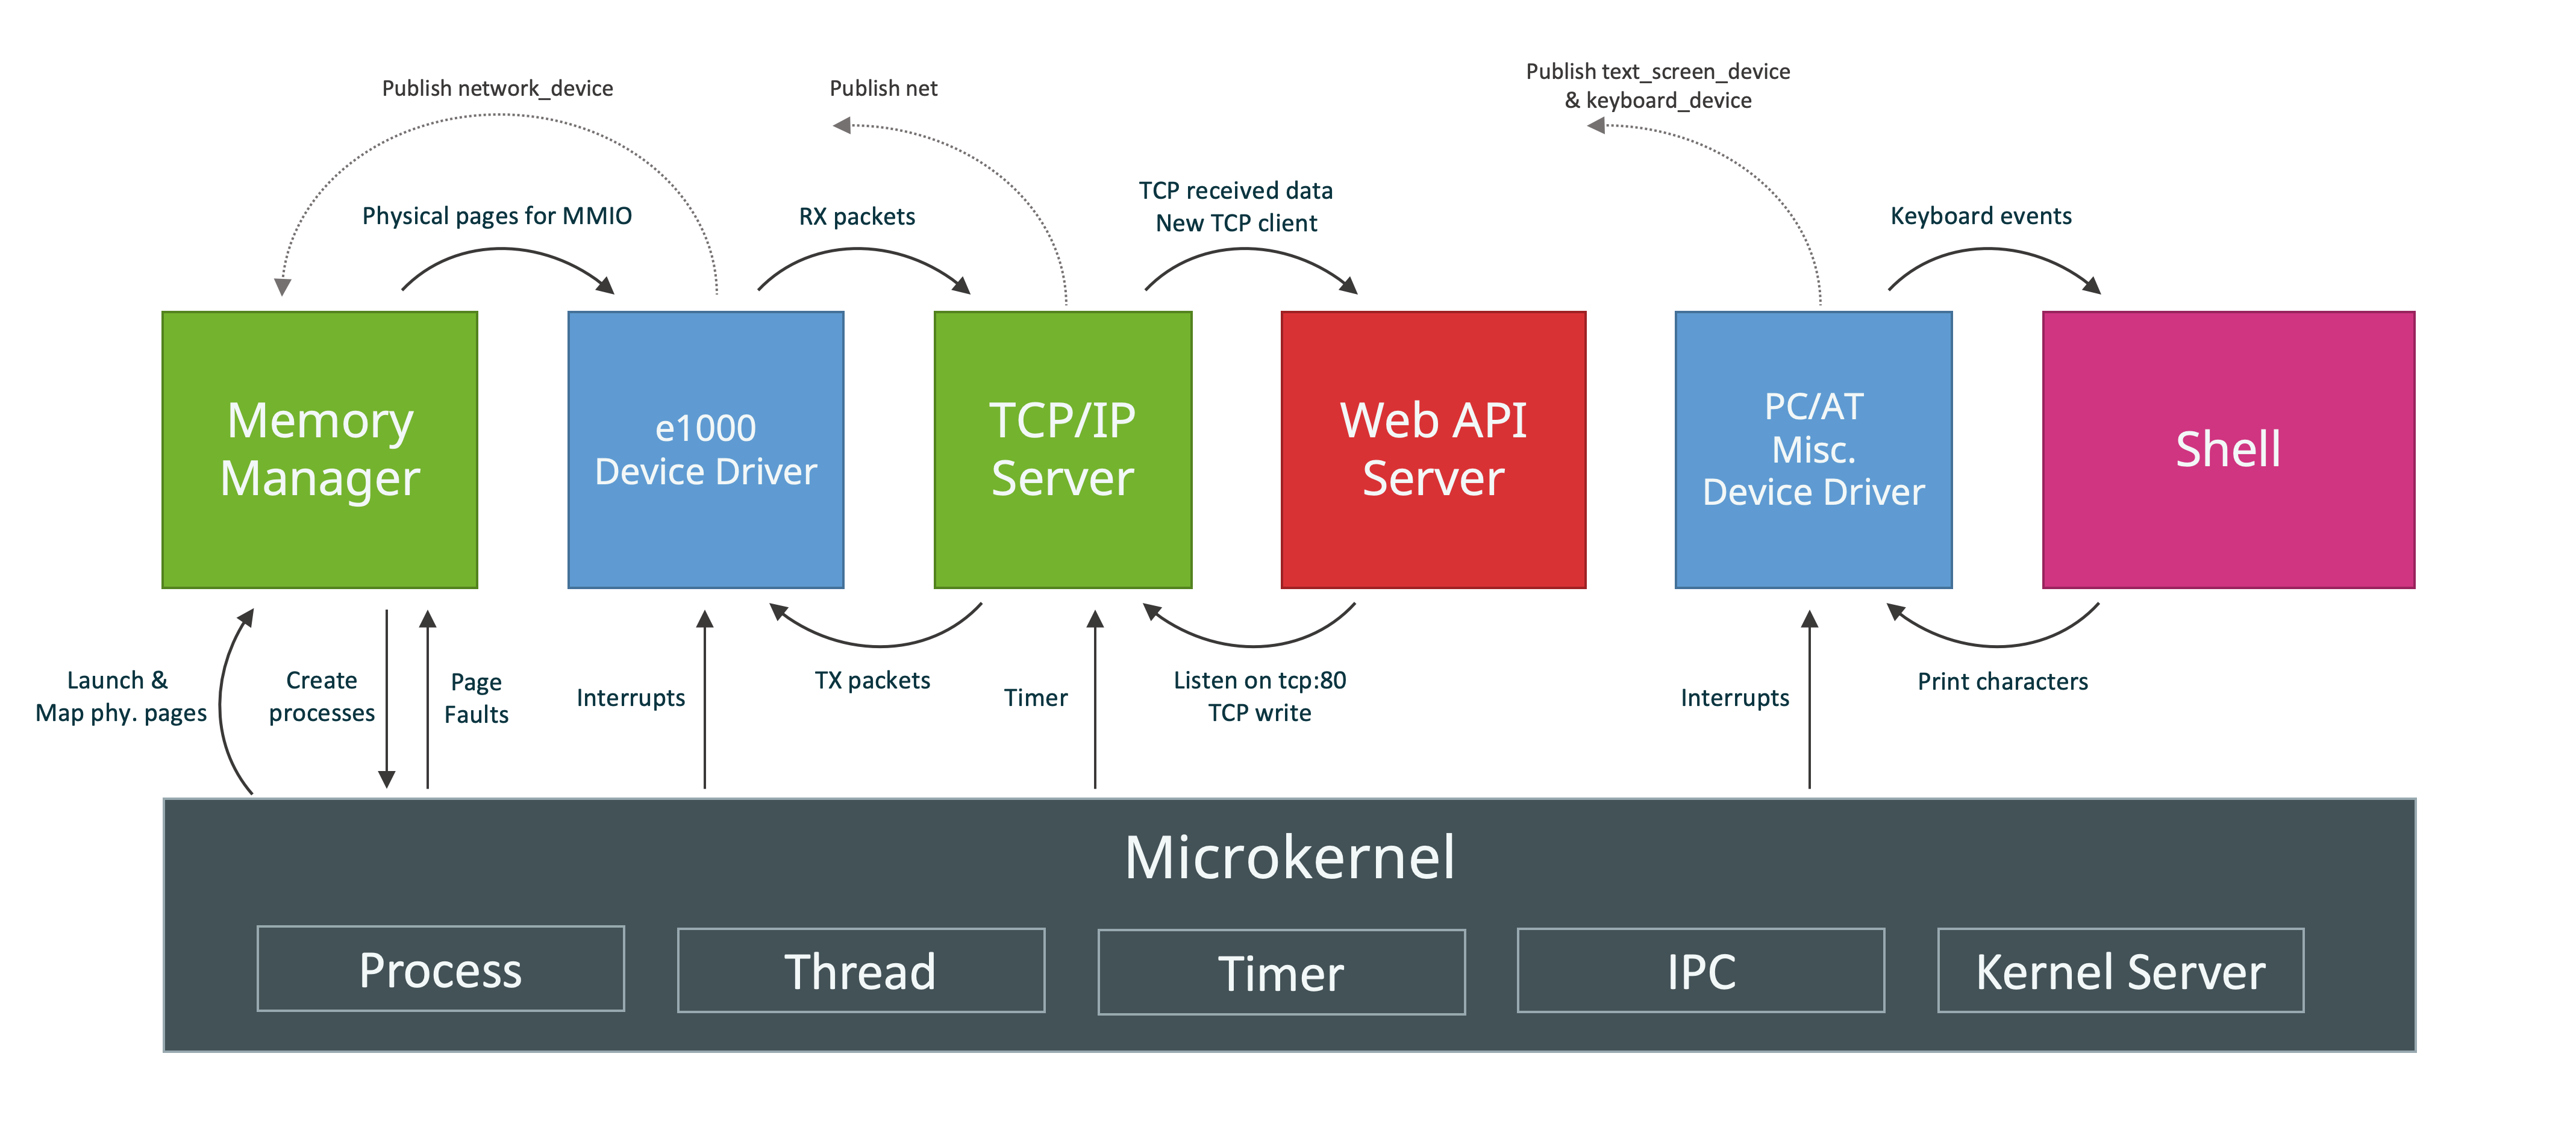 Publish network_device
Publish net
Publish text_screen_device
& keyboard_device
Physical pages for MMIO
RX packets
TCP received data
New TCP client
Keyboard events
Memory
Manager
e1000
Device Driver
TCP/IP
Server
Web API
Server
PC/AT
Misc.
Device Driver
Shell
Launch &
Map phy. pages
Create
processes
Page
Faults
Interrupts
TX packets
Timer
Listen on tcp:80
TCP write
Interrupts
Print characters
Microkernel
Process
Thread
Timer
IPC
Kernel Server